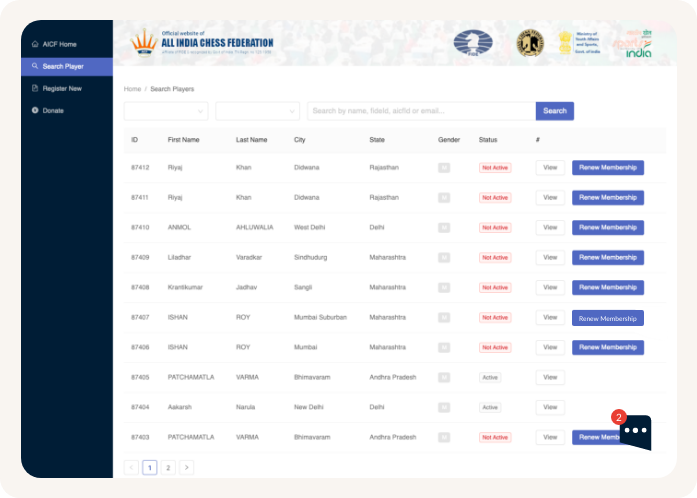 AICF Home
Search Player
Register New
Donate
Official website of
ALL INDIA CHESS FEDERATION
FIDE
Ministry of
Youth Affairs
and Sports,
Govt. of India
india
Home / Search Players
Search by name, fideId, aicfid or email...
Search
ID First Name Last Name City State Gender Status #
87412 Riyaj Khan Didwana Rajasthan M Not Active View Renew Membership
87411 Riyaj Khan Didwana Rajasthan M Not Active View Renew Membership
87410 ANMOL AHLUWALIA West Delhi Delhi M Not Active View Renew Membership
87409 Liladhar Varadkar Sindhudurg Maharashtra M Not Active View Renew Membership
87408 Krantikumar Jadhav Sangli Maharashtra M Not Active View Renew Membership
87407 ISHAN ROY Mumbai Suburban Maharashtra M Not Active View Renew Membership
87406 ISHAN ROY Mumbai Maharashtra M Not Active View Renew Membership
87405 PATCHAMATLA VARMA Bhimavaram Andhra Pradesh M Active View
87404 Aakarsh Narula New Delhi Delhi M Active View
87403 PATCHAMATLA VARMA Bhimavaram Andhra Pradesh M Not Active View Renew Memb
2
< 1 2 >